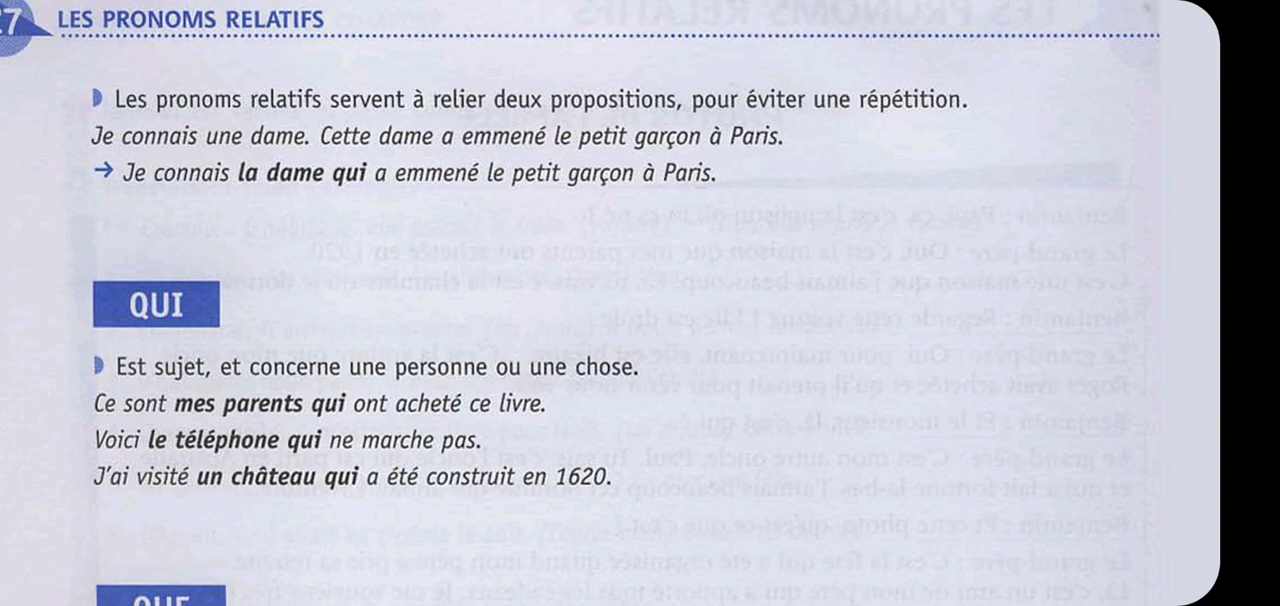 27 LES PRONOMS RELATIFS
Les pronoms relatifs servent à relier deux propositions, pour éviter une répétition.
Je connais une dame. Cette dame a emmené le petit garçon à Paris.
→ Je connais la dame qui a emmené le petit garçon à Paris.
QUI
Est sujet, et concerne une personne ou une chose.
Ce sont mes parents qui ont acheté ce livre.
Voici le téléphone qui ne marche pas.
J'ai visité un château qui a été construit en 1620.
QUE